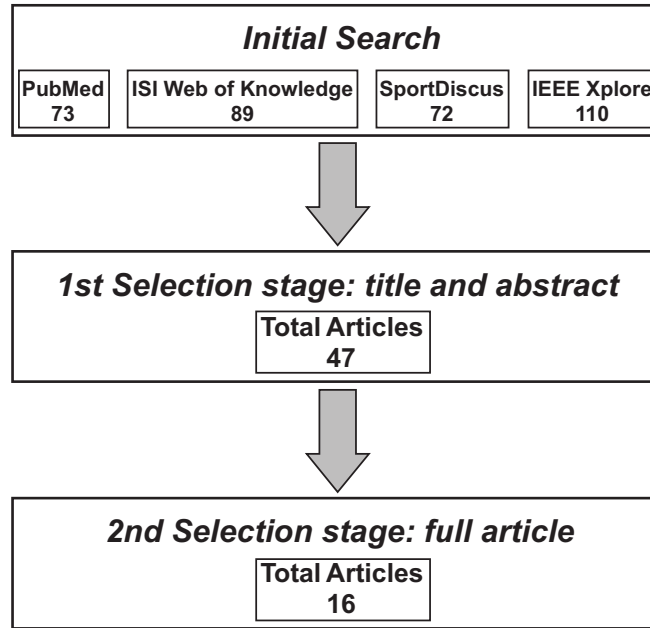 Initial Search
PubMed ISI Web of Knowledge SportDiscus IEEE Xplore
73 89 72 110
1st Selection stage: title and abstract
Total Articles
47
2nd Selection stage: full article
Total Articles
16